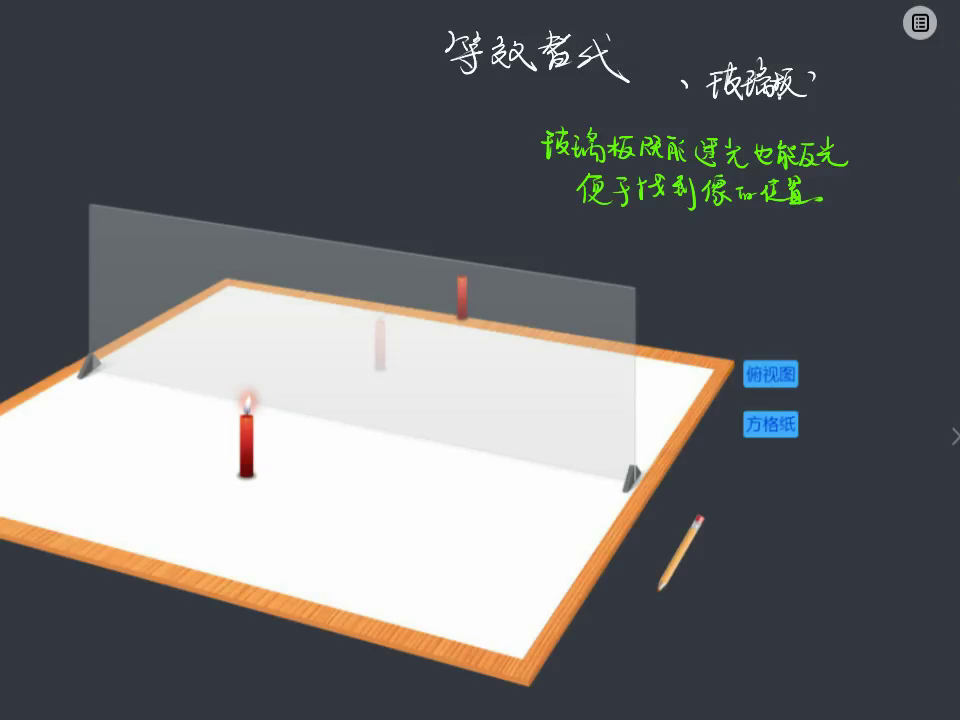 等效替代
、玻璃板,
玻璃板既能透光也能反光
便于找到像的位置。
俯视图
方格纸